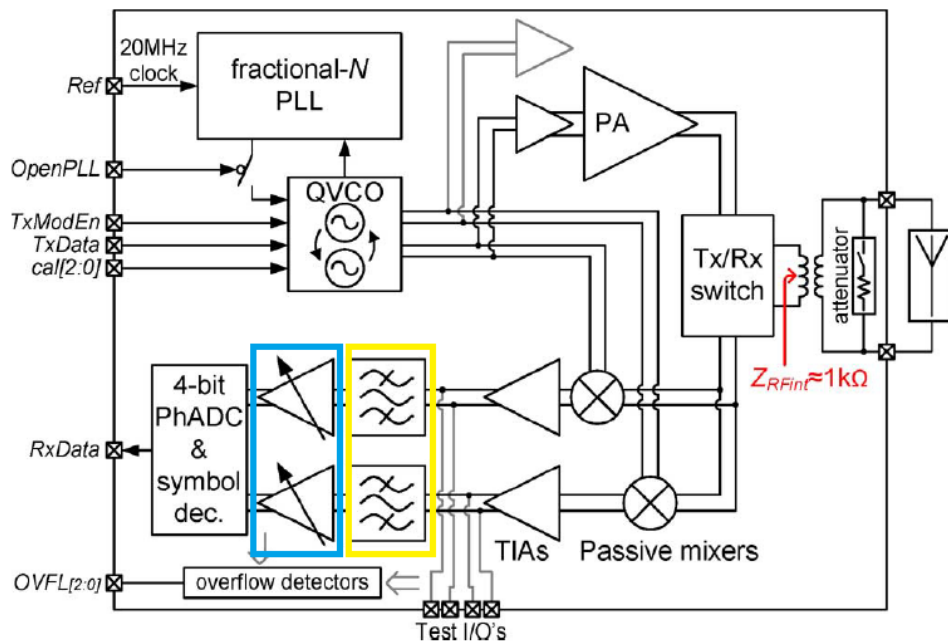 20MHz
clock
Ref
fractional-N
PLL
OpenPLL
TxModEn
TxData
cal[2:0]
QVCO
PA
Tx/Rx
switch
attenuator
ZRFint≈1kΩ
4-bit
PhADC
&
symbol
dec.
RxData
TIAs
Passive mixers
OVFL[2:0]
overflow detectors
Test I/O's